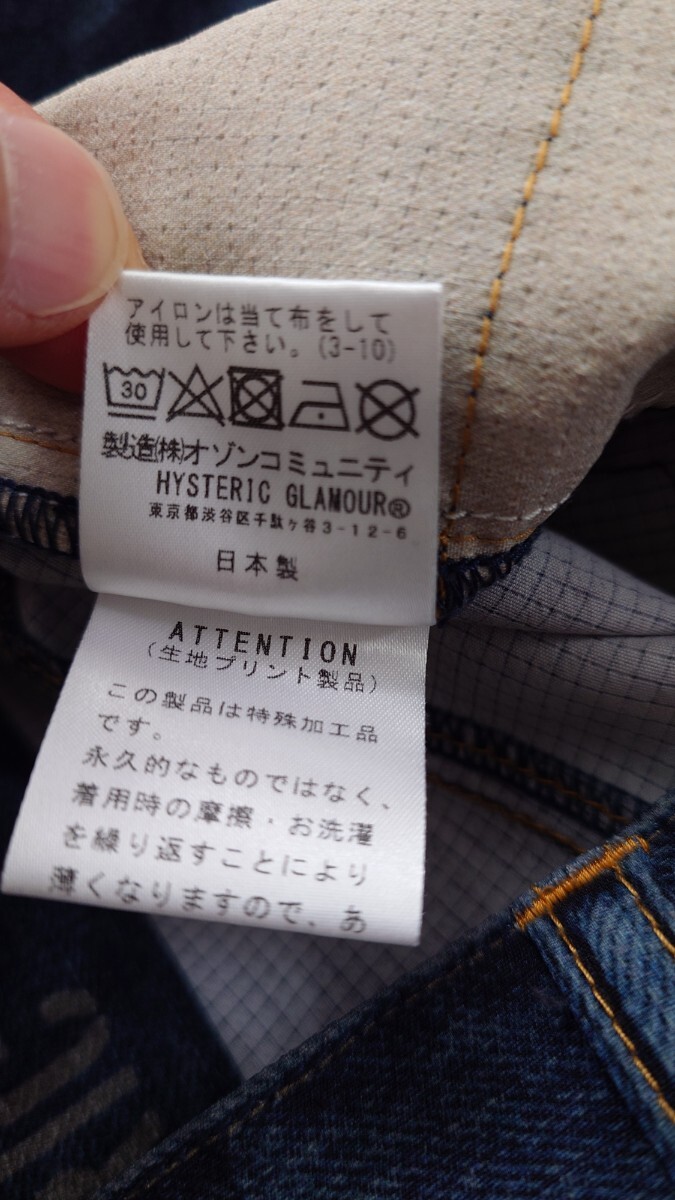 アイロンは当て布をして
使用して下さい。(3-10)
30
製造(株)オゾンコミュニティ
HYSTERIC GLAMOUR®
東京都渋谷区千駄ヶ谷3-12-6
日本製
ATTENTION
(生地プリント製品)
この製品は特殊加工品
です。
永久的なものではなく、
着用時の摩擦・お洗濯
を繰り返すことにより
薄くなりますので、あ